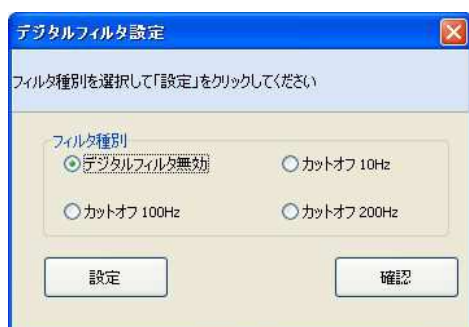 デジタルフィルタ設定
フィルタ種別を選択して「設定」をクリックしてください
フィルタ種別
デジタルフィルタ無効 カットオフ 10Hz
カットオフ 100Hz カットオフ 200Hz
設定 確認